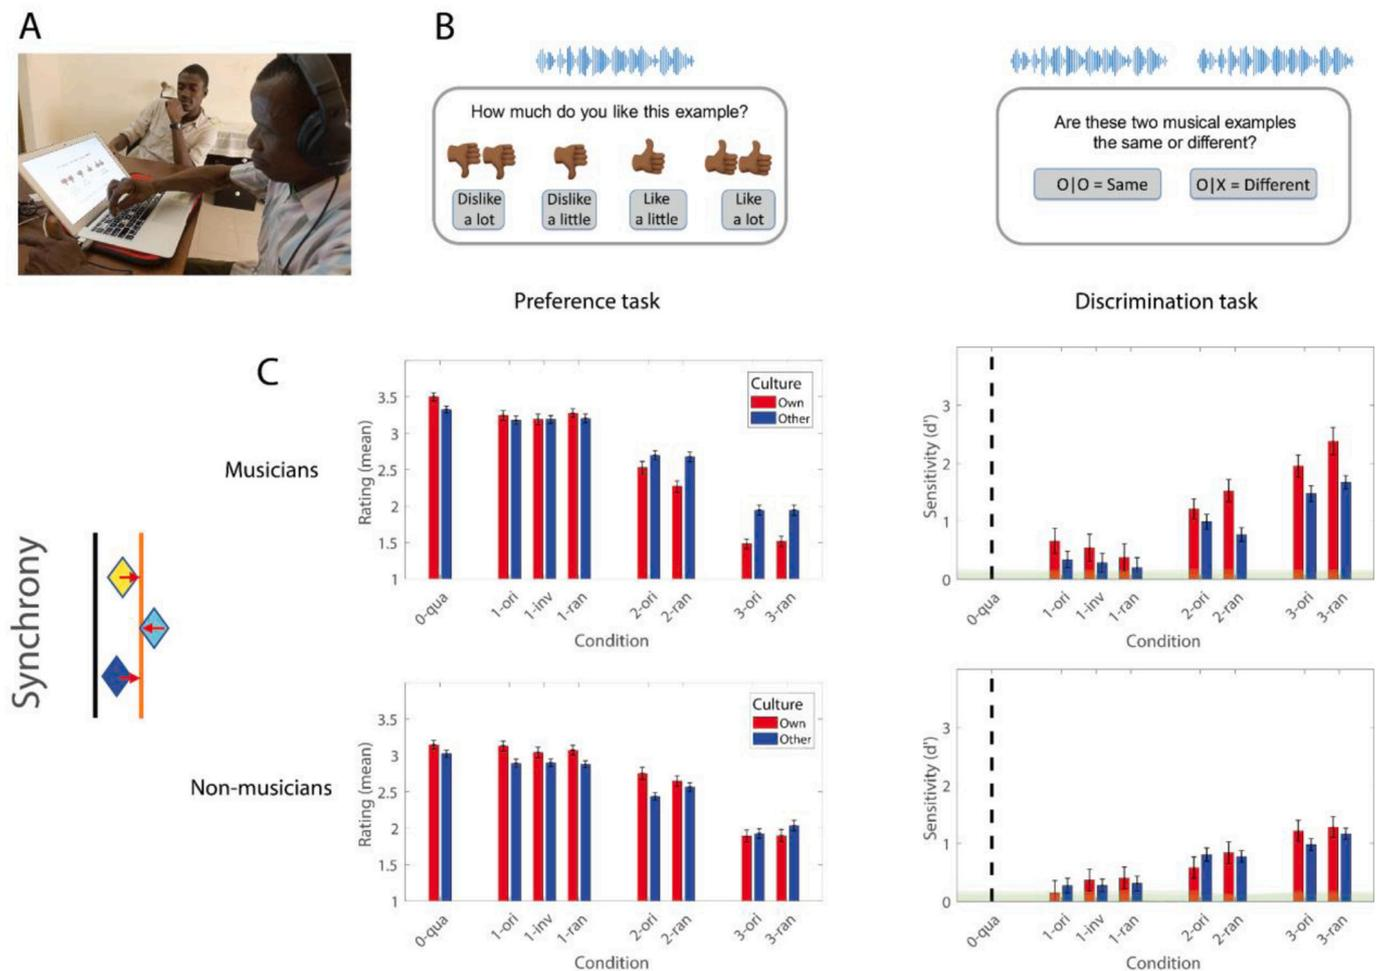 A
B
How much do you like this example?
Dislike
a lot
Dislike
a little
Like
a little
Like
a lot
Are these two musical examples
the same or different?
O|O = Same
O|X = Different
Preference task
Discrimination task
C
Synchrony
Musicians
Rating (mean)
3.5
3
2.5
2
1.5
1
Culture
Own
Other
0-qua
1-ori
1-inv
1-ran
2-ori
2-ran
3-ori
3-ran
Condition
Sensitivity (d')
3
2
1
0
0-qua
1-ori
1-inv
1-ran
2-ori
2-ran
3-ori
3-ran
Condition
Non-musicians
Rating (mean)
3.5
3
2.5
2
1.5
1
Culture
Own
Other
0-qua
1-ori
1-inv
1-ran
2-ori
2-ran
3-ori
3-ran
Condition
Sensitivity (d')
3
2
1
0
0-qua
1-ori
1-inv
1-ran
2-ori
2-ran
3-ori
3-ran
Condition